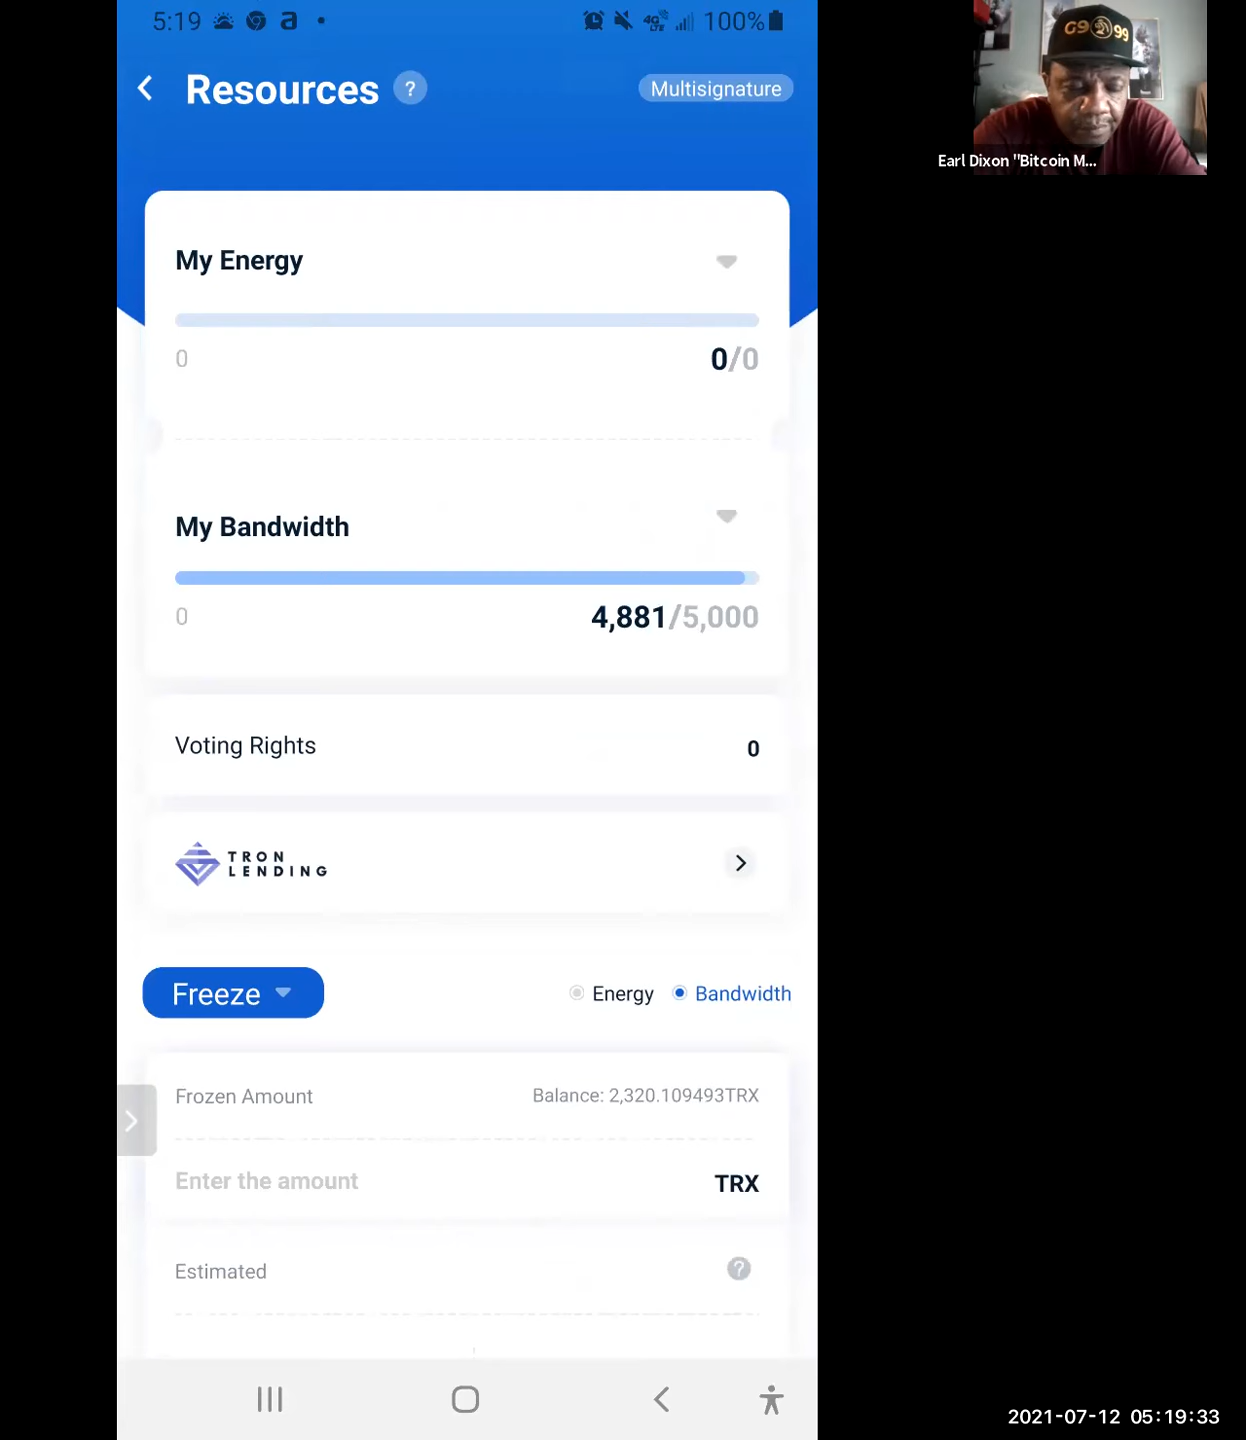 5:19 a • 4G 100%
Resources ? Multisignature
G999
Earl Dixon "Bitcoin M...
My Energy
0 0/0
My Bandwidth
0 4,881/5,000
Voting Rights 0
TRON
LENDING
Freeze Energy Bandwidth
Frozen Amount Balance: 2,320.109493TRX
Enter the amount TRX
Estimated ?
2021-07-12 05:19:33